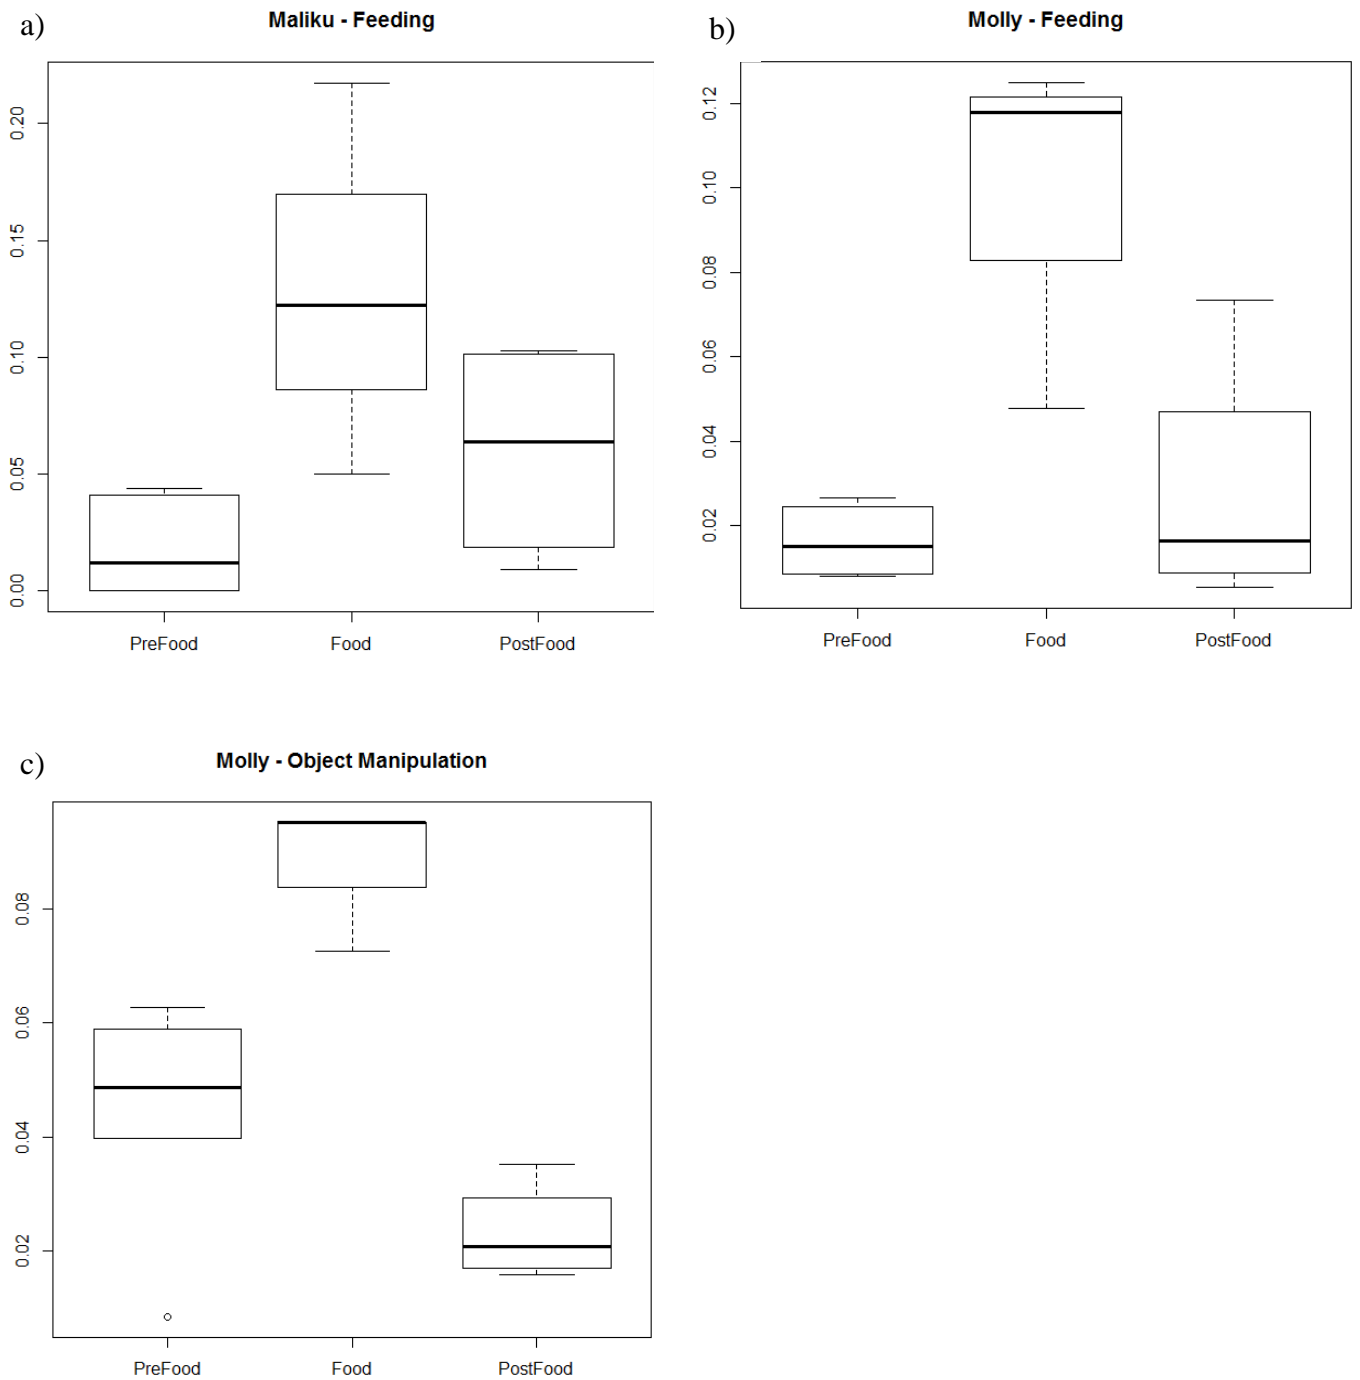 a)
Maliku - Feeding
0.20
0.15
0.10
0.05
0.00
PreFood Food PostFood
b)
Molly - Feeding
0.12
0.10
0.08
0.06
0.04
0.02
PreFood Food PostFood
c)
Molly - Object Manipulation
0.08
0.06
0.04
0.02
PreFood Food PostFood